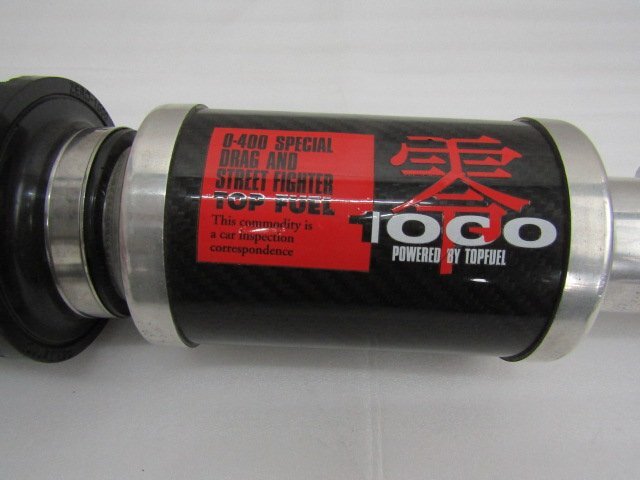 0-400 SPECIAL
DRAG AND
STREET FIGHTER
TOP FUEL
This commodity is
a car inspection
correspondence
零
1000
POWERED BY TOPFUEL